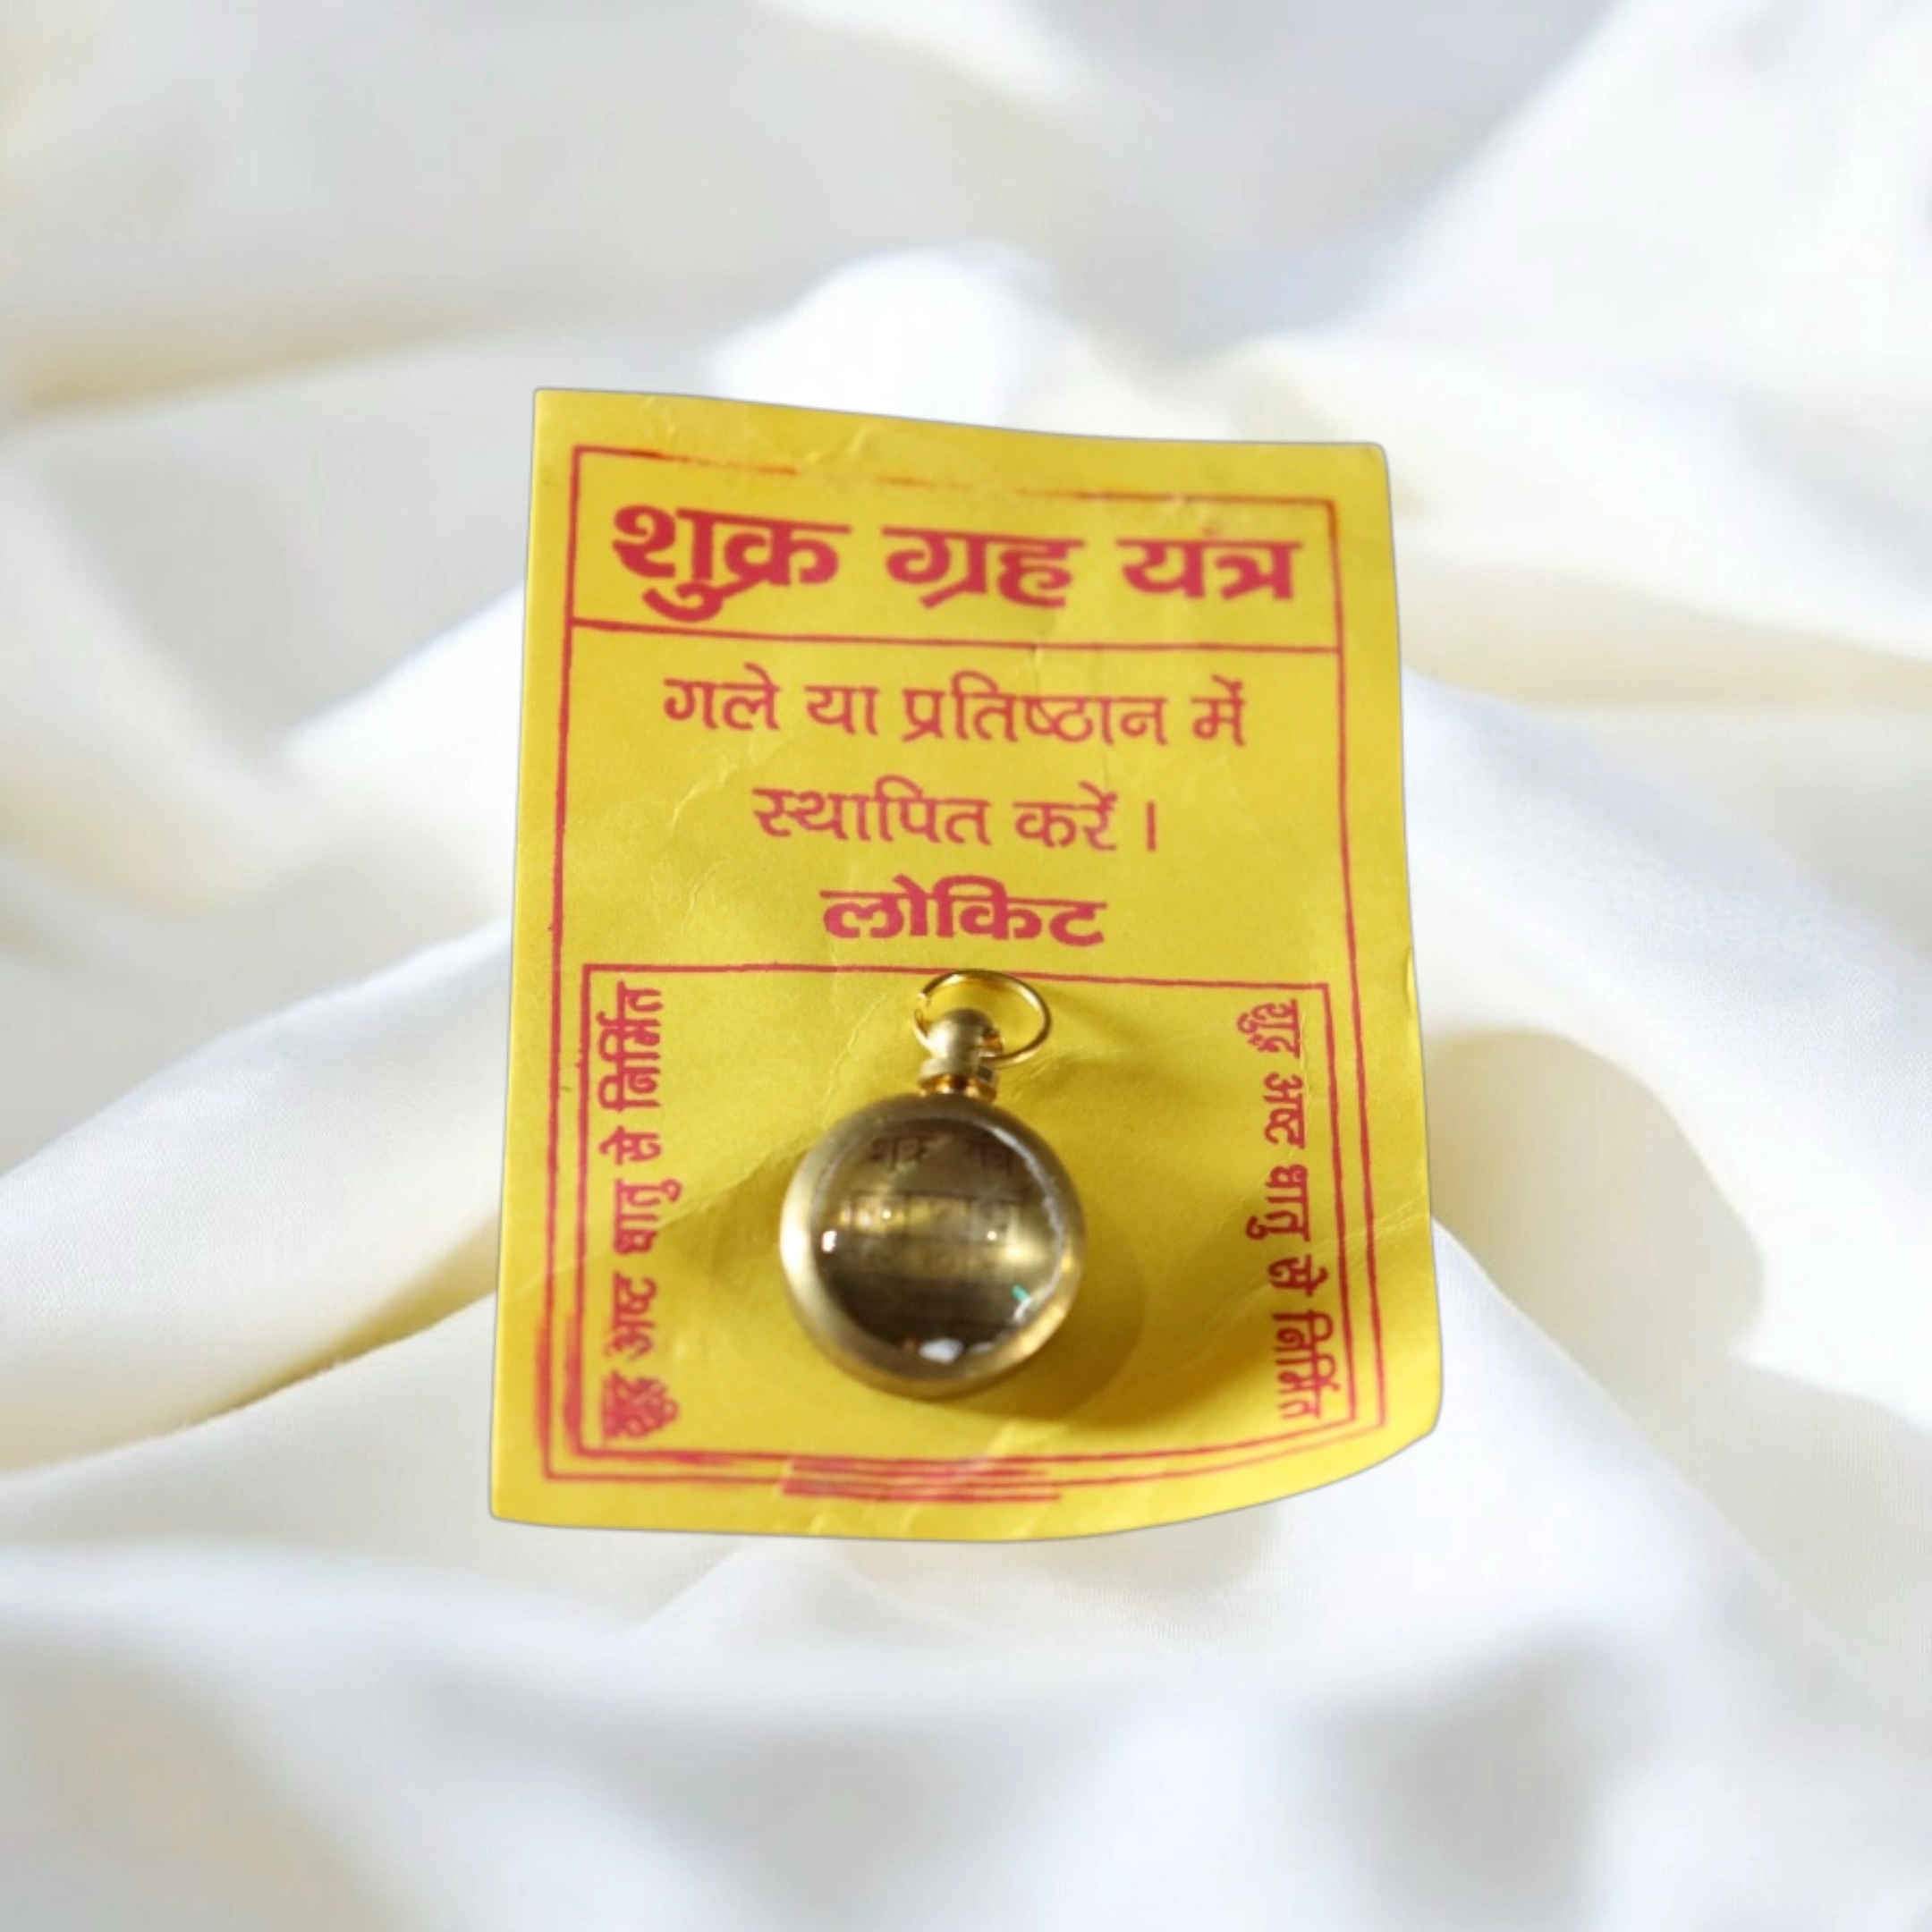 शुक्र ग्रह यंत्र
गले या प्रतिष्ठान में
स्थापित करें।
लोकिट
शुद्ध अष्ट धातु से निर्मित
शुद्ध अष्ट धातु से निर्मित
शुक्र यंत्र